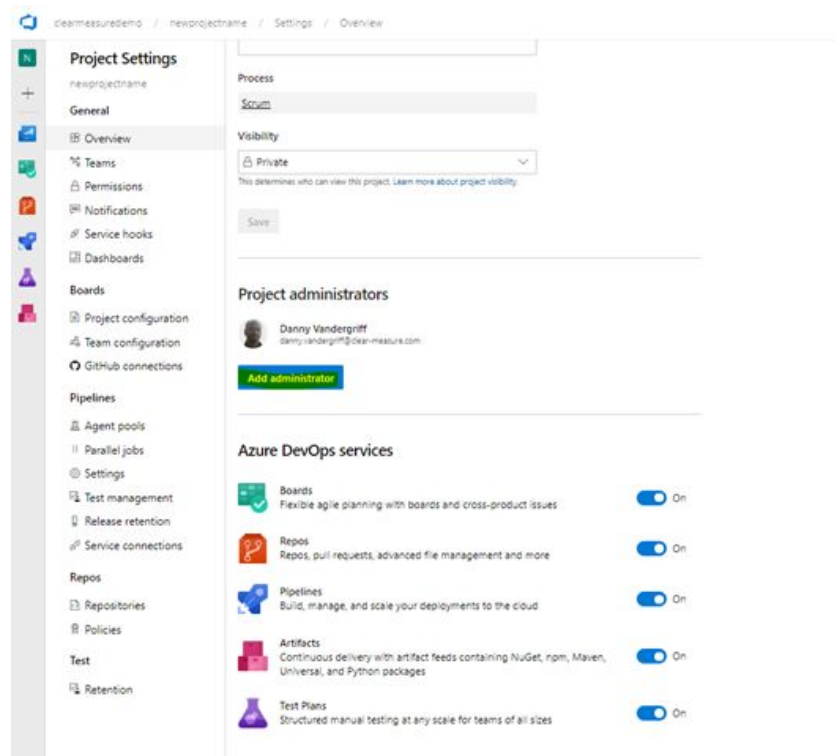 clearmeasuredemo / newprojectname / Settings / Overview
N
Project Settings
newprojectname
General
Overview
Teams
Permissions
Notifications
Service hooks
Dashboards
Boards
Project configuration
Team configuration
GitHub connections
Pipelines
Agent pools
Parallel jobs
Settings
Test management
Release retention
Service connections
Repos
Repositories
Policies
Test
Retention
Process
Scrum
Visibility
Private
This determines who can view this project. Learn more about project visibility.
Save
Project administrators
Danny Vandergriff
danny.vandergriff@clear-measure.com
Add administrator
Azure DevOps services
Boards
Flexible agile planning with boards and cross-product issues
On
Repos
Repos, pull requests, advanced file management and more
On
Pipelines
Build, manage, and scale your deployments to the cloud
On
Artifacts
Continuous delivery with artifact feeds containing NuGet, npm, Maven,
Universal, and Python packages
On
Test Plans
Structured manual testing at any scale for teams of all sizes
On